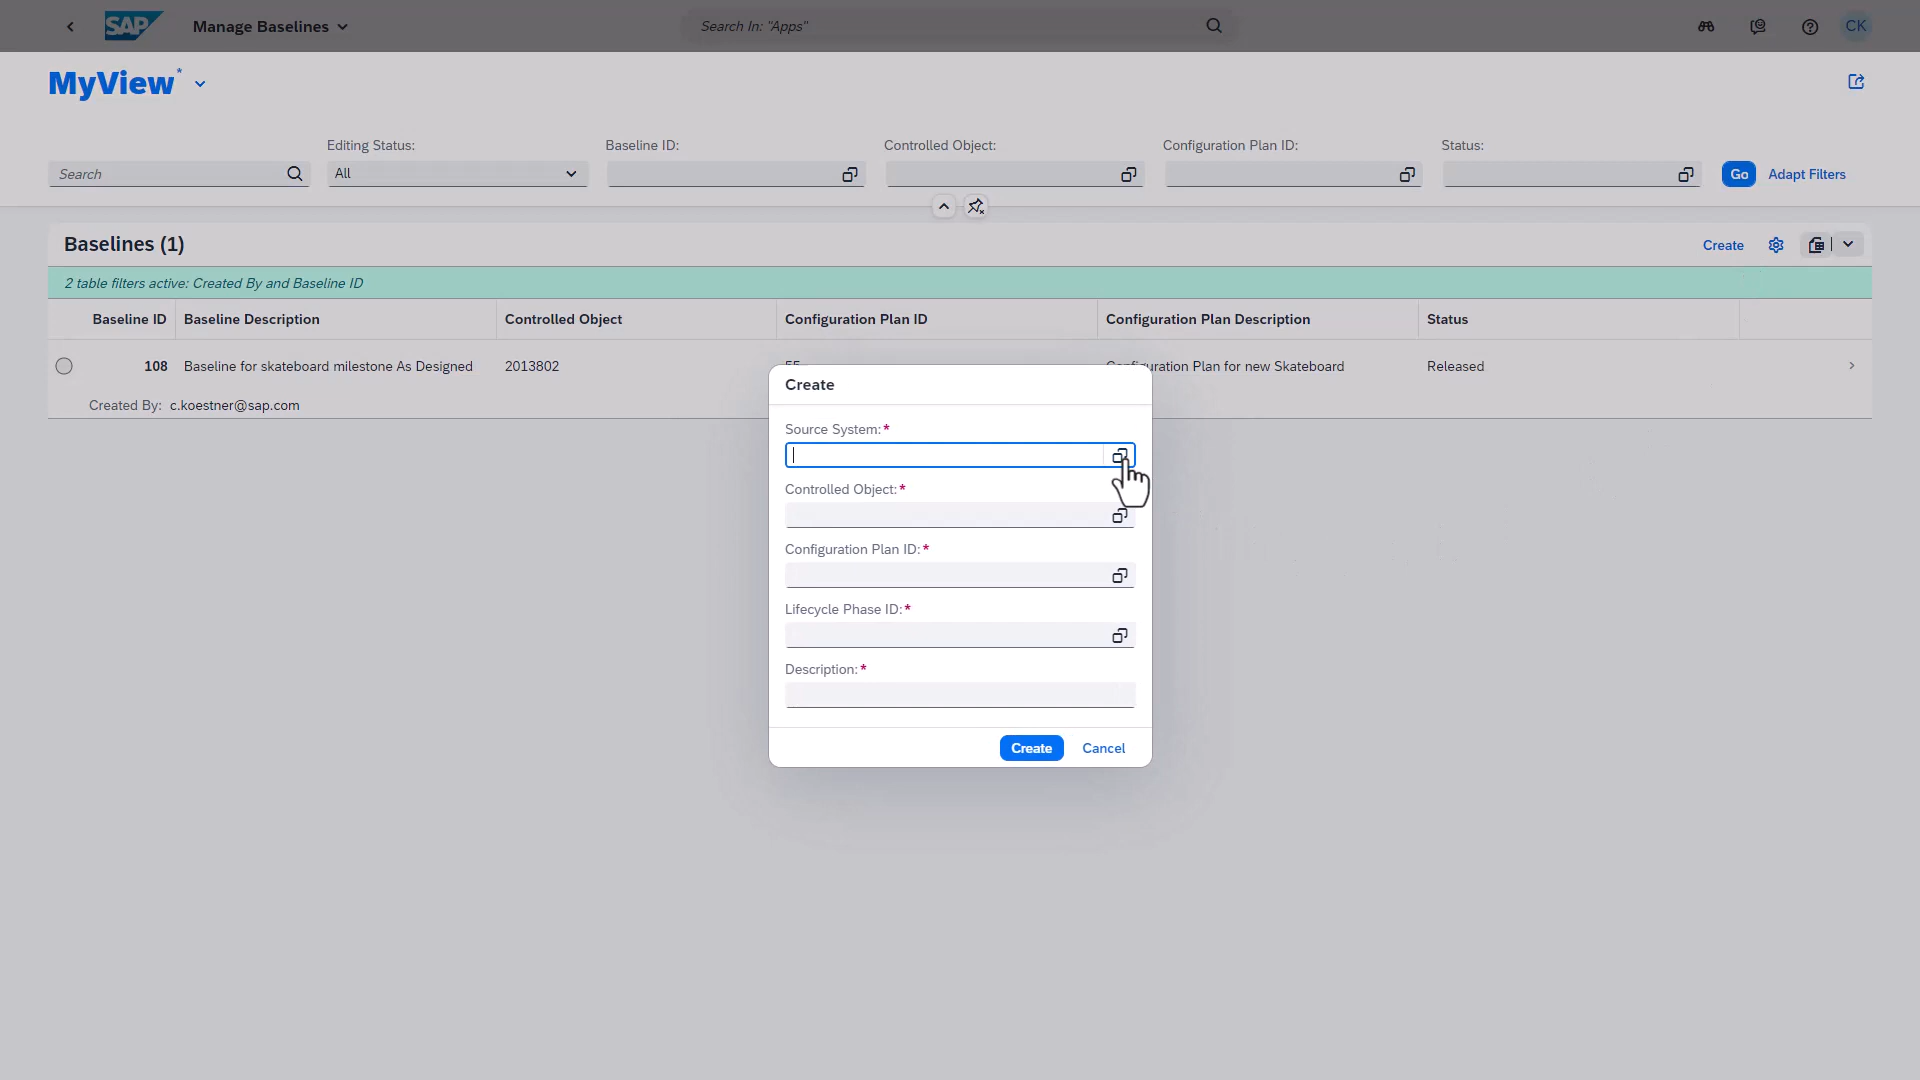 SAP Manage Baselines Search In: "Apps" CK
MyView*
Editing Status: Baseline ID: Controlled Object: Configuration Plan ID: Status:
Search All Go Adapt Filters
Baselines (1) Create
2 table filters active: Created By and Baseline ID
Baseline ID Baseline Description Controlled Object Configuration Plan ID Configuration Plan Description Status
108 Baseline for skateboard milestone As Designed 2013802 55 Configuration Plan for new Skateboard Released
Created By: c.koestner@sap.com
Create
Source System:*
Controlled Object:*
Configuration Plan ID:*
Lifecycle Phase ID:*
Description:*
Create Cancel